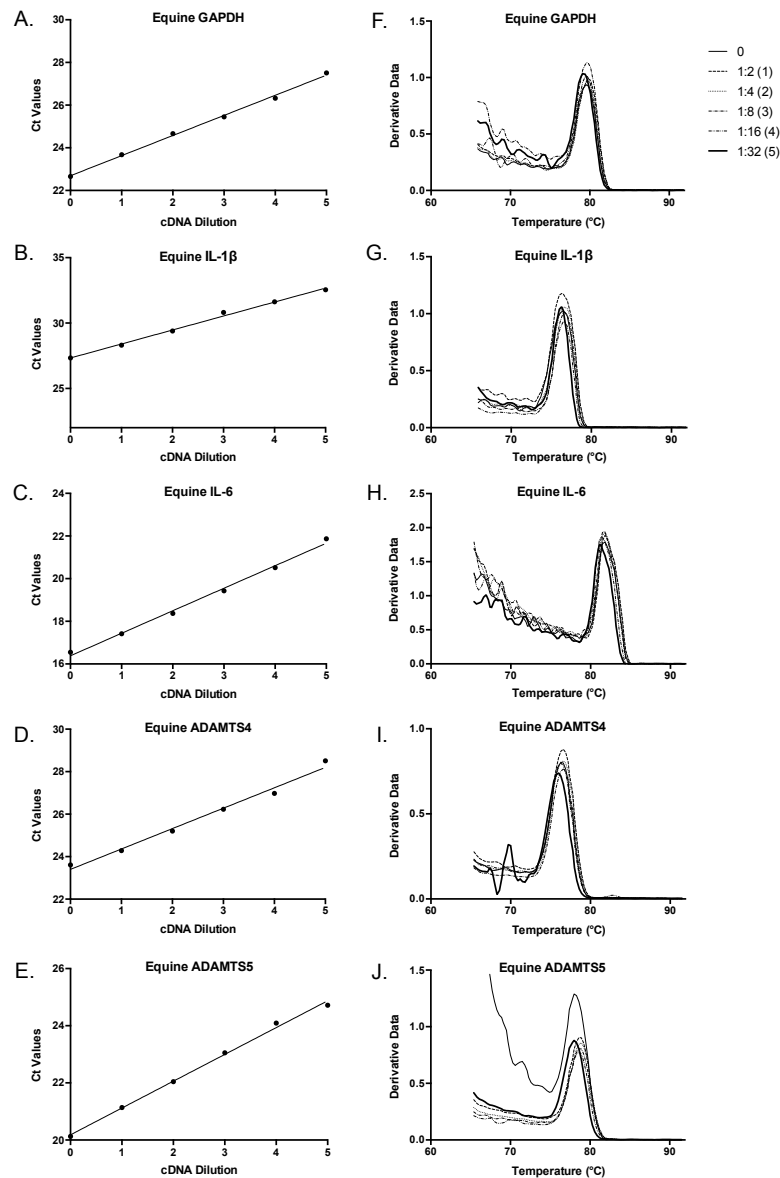 A.
Equine GAPDH
30
28
26
24
22
Ct Values
0 1 2 3 4 5
cDNA Dilution
F.
Equine GAPDH
1.5
1.0
0.5
0.0
Derivative Data
60 70 80 90
Temperature (°C)
0
1:2 (1)
1:4 (2)
1:8 (3)
1:16 (4)
1:32 (5)
B.
Equine IL-1β
35
33
30
28
25
Ct Values
0 1 2 3 4 5
cDNA Dilution
G.
Equine IL-1β
1.5
1.0
0.5
0.0
Derivative Data
60 70 80 90
Temperature (°C)
C.
Equine IL-6
24
22
20
18
16
Ct Values
0 1 2 3 4 5
cDNA Dilution
H.
Equine IL-6
2.5
2.0
1.5
1.0
0.5
0.0
Derivative Data
60 70 80 90
Temperature (°C)
D.
Equine ADAMTS4
30
28
26
24
22
Ct Values
0 1 2 3 4 5
cDNA Dilution
I.
Equine ADAMTS4
1.0
0.5
0.0
Derivative Data
60 70 80 90
Temperature (°C)
E.
Equine ADAMTS5
26
24
22
20
Ct Values
0 1 2 3 4 5
cDNA Dilution
J.
Equine ADAMTS5
1.5
1.0
0.5
0.0
Derivative Data
60 70 80 90
Temperature (°C)